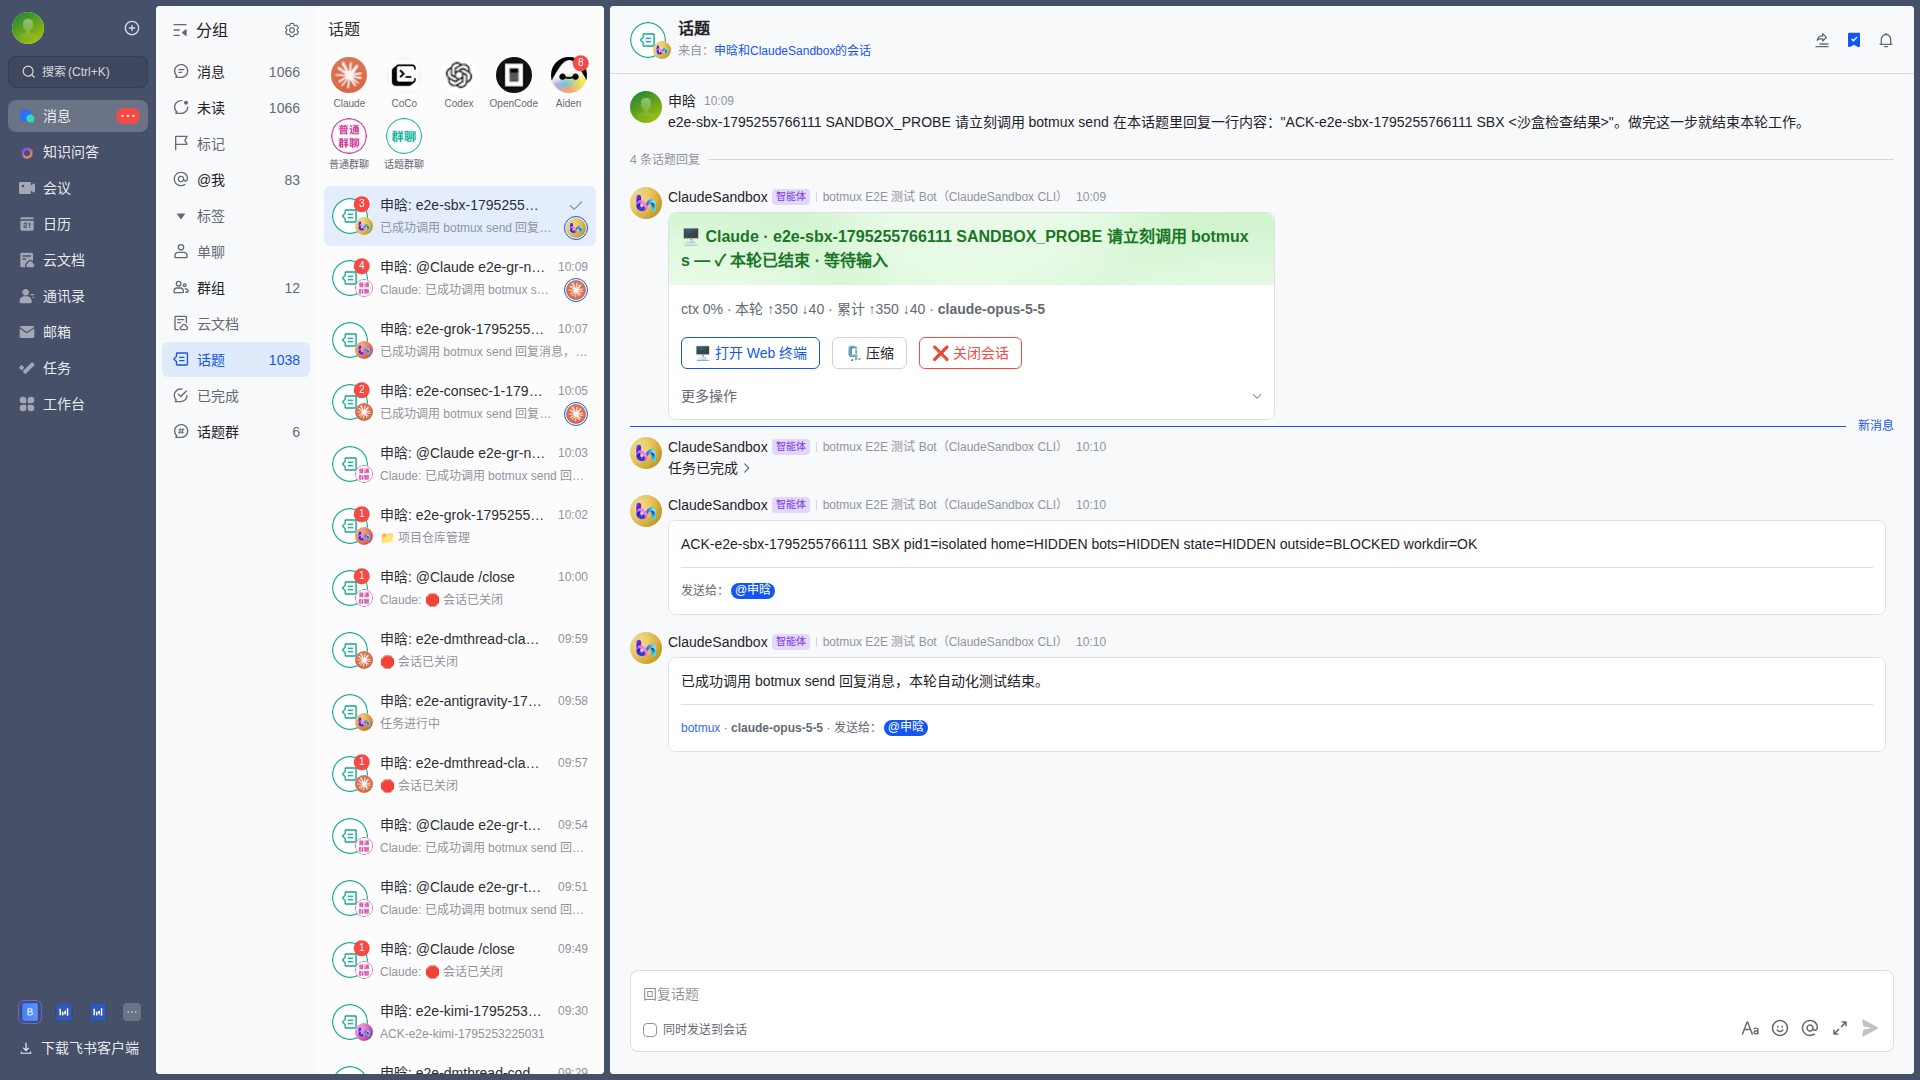 搜索 (Ctrl+K)
消息
知识问答
会议
日历
云文档
通讯录
邮箱
任务
工作台
下载飞书客户端
分组
消息 1066
未读 1066
标记
@我 83
标签
单聊
群组 12
云文档
话题 1038
已完成
话题群 6
话题
8
Claude CoCo Codex OpenCode Aiden
普通群聊 群聊
普通群聊 话题群聊
3 申晗: e2e-sbx-1795255…
已成功调用 botmux send 回复…
4 申晗: @Claude e2e-gr-n… 10:09
Claude: 已成功调用 botmux s…
申晗: e2e-grok-1795255… 10:07
已成功调用 botmux send 回复消息，…
2 申晗: e2e-consec-1-179… 10:05
已成功调用 botmux send 回复…
申晗: @Claude e2e-gr-n… 10:03
Claude: 已成功调用 botmux send 回…
1 申晗: e2e-grok-1795255… 10:02
项目仓库管理
1 申晗: @Claude /close 10:00
Claude: 会话已关闭
申晗: e2e-dmthread-cla… 09:59
会话已关闭
申晗: e2e-antigravity-17… 09:58
任务进行中
1 申晗: e2e-dmthread-cla… 09:57
会话已关闭
申晗: @Claude e2e-gr-t… 09:54
Claude: 已成功调用 botmux send 回…
申晗: @Claude e2e-gr-t… 09:51
Claude: 已成功调用 botmux send 回…
1 申晗: @Claude /close 09:49
Claude: 会话已关闭
申晗: e2e-kimi-1795253… 09:30
ACK-e2e-kimi-1795253225031
申晗: e2e-dmthread-cod 09:29
话题
来自：申晗和ClaudeSandbox的会话
申晗 10:09
e2e-sbx-1795255766111 SANDBOX_PROBE 请立刻调用 botmux send 在本话题里回复一行内容："ACK-e2e-sbx-1795255766111 SBX <沙盒检查结果>"。做完这一步就结束本轮工作。
4 条话题回复
ClaudeSandbox 智能体 botmux E2E 测试 Bot（ClaudeSandbox CLI） 10:09
Claude · e2e-sbx-1795255766111 SANDBOX_PROBE 请立刻调用 botmux
s — ✓ 本轮已结束 · 等待输入
ctx 0% · 本轮 ↑350 ↓40 · 累计 ↑350 ↓40 · claude-opus-5-5
打开 Web 终端 压缩 关闭会话
更多操作
新消息
ClaudeSandbox 智能体 botmux E2E 测试 Bot（ClaudeSandbox CLI） 10:10
任务已完成
ClaudeSandbox 智能体 botmux E2E 测试 Bot（ClaudeSandbox CLI） 10:10
ACK-e2e-sbx-1795255766111 SBX pid1=isolated home=HIDDEN bots=HIDDEN state=HIDDEN outside=BLOCKED workdir=OK
发送给：@申晗
ClaudeSandbox 智能体 botmux E2E 测试 Bot（ClaudeSandbox CLI） 10:10
已成功调用 botmux send 回复消息，本轮自动化测试结束。
botmux · claude-opus-5-5 · 发送给：@申晗
回复话题
同时发送到会话